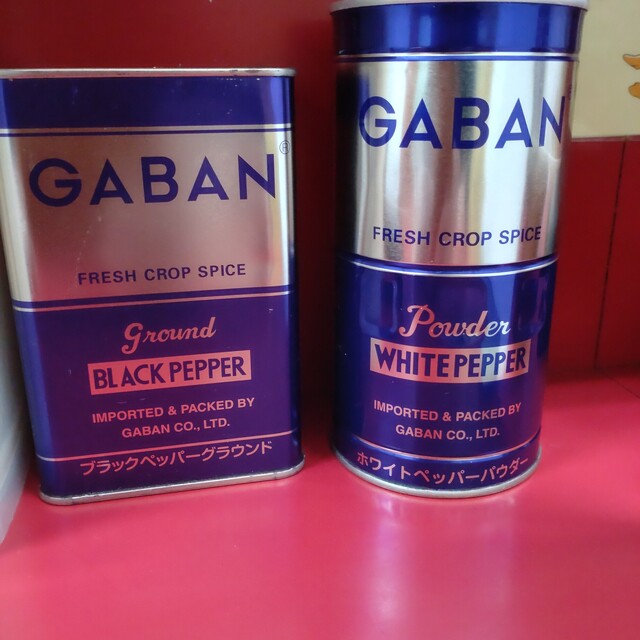 GABAN®
FRESH CROP SPICE
Ground
BLACK PEPPER
IMPORTED & PACKED BY
GABAN CO., LTD.
ブラックペッパーグラウンド
GABAN
FRESH CROP SPICE
Powder
WHITE PEPPER
IMPORTED & PACKED BY
GABAN CO., LTD.
ホワイトペッパーパウダー